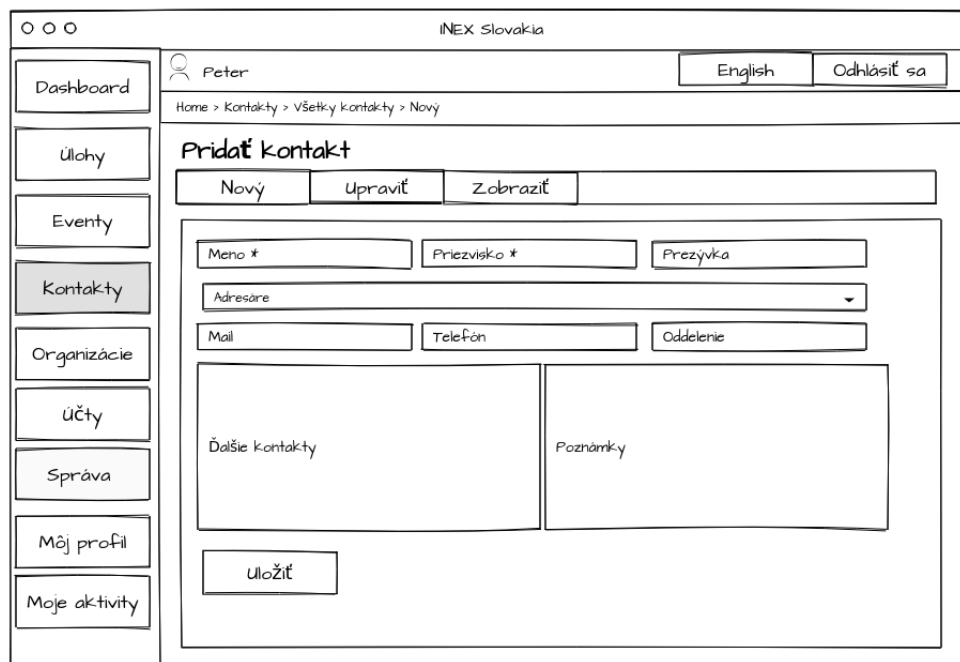 INEX Slovakia
Peter
English
Odhlásiť sa
Home > Kontakty > Všetky kontakty > Nový
Dashboard
Úlohy
Eventy
Kontakty
Organizácie
Účty
Správa
Môj profil
Moje aktivity
Pridať kontakt
Nový
Upraviť
Zobraziť
Meno *
Priezvisko *
Prezývka
Adresáre
Mail
Telefón
Oddelenie
Ďalšie kontakty
Poznámky
Uložiť